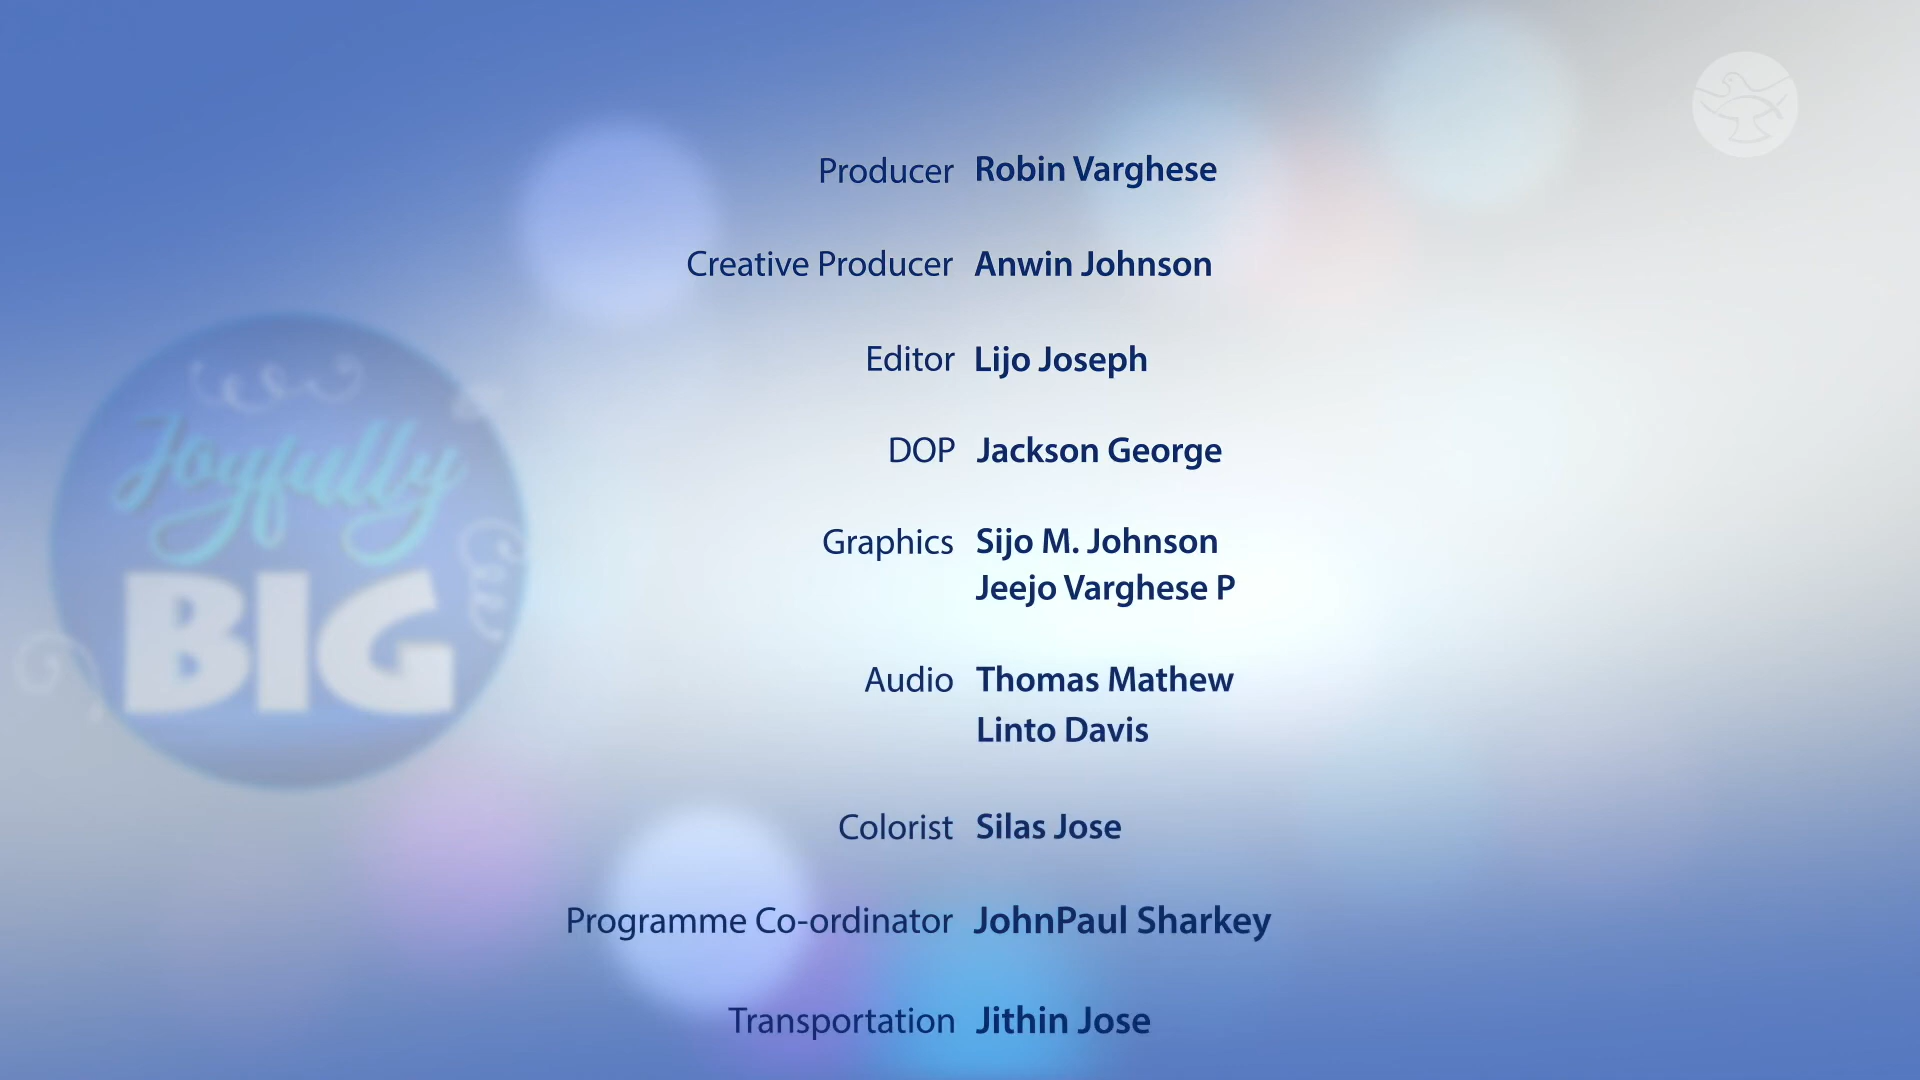 Producer Robin Varghese
Creative Producer Anwin Johnson
Editor Lijo Joseph
Joyfully
BIG
DOP Jackson George
Graphics Sijo M. Johnson
Jeejo Varghese P
Audio Thomas Mathew
Linto Davis
Colorist Silas Jose
Programme Co-ordinator JohnPaul Sharkey
Transportation Jithin Jose